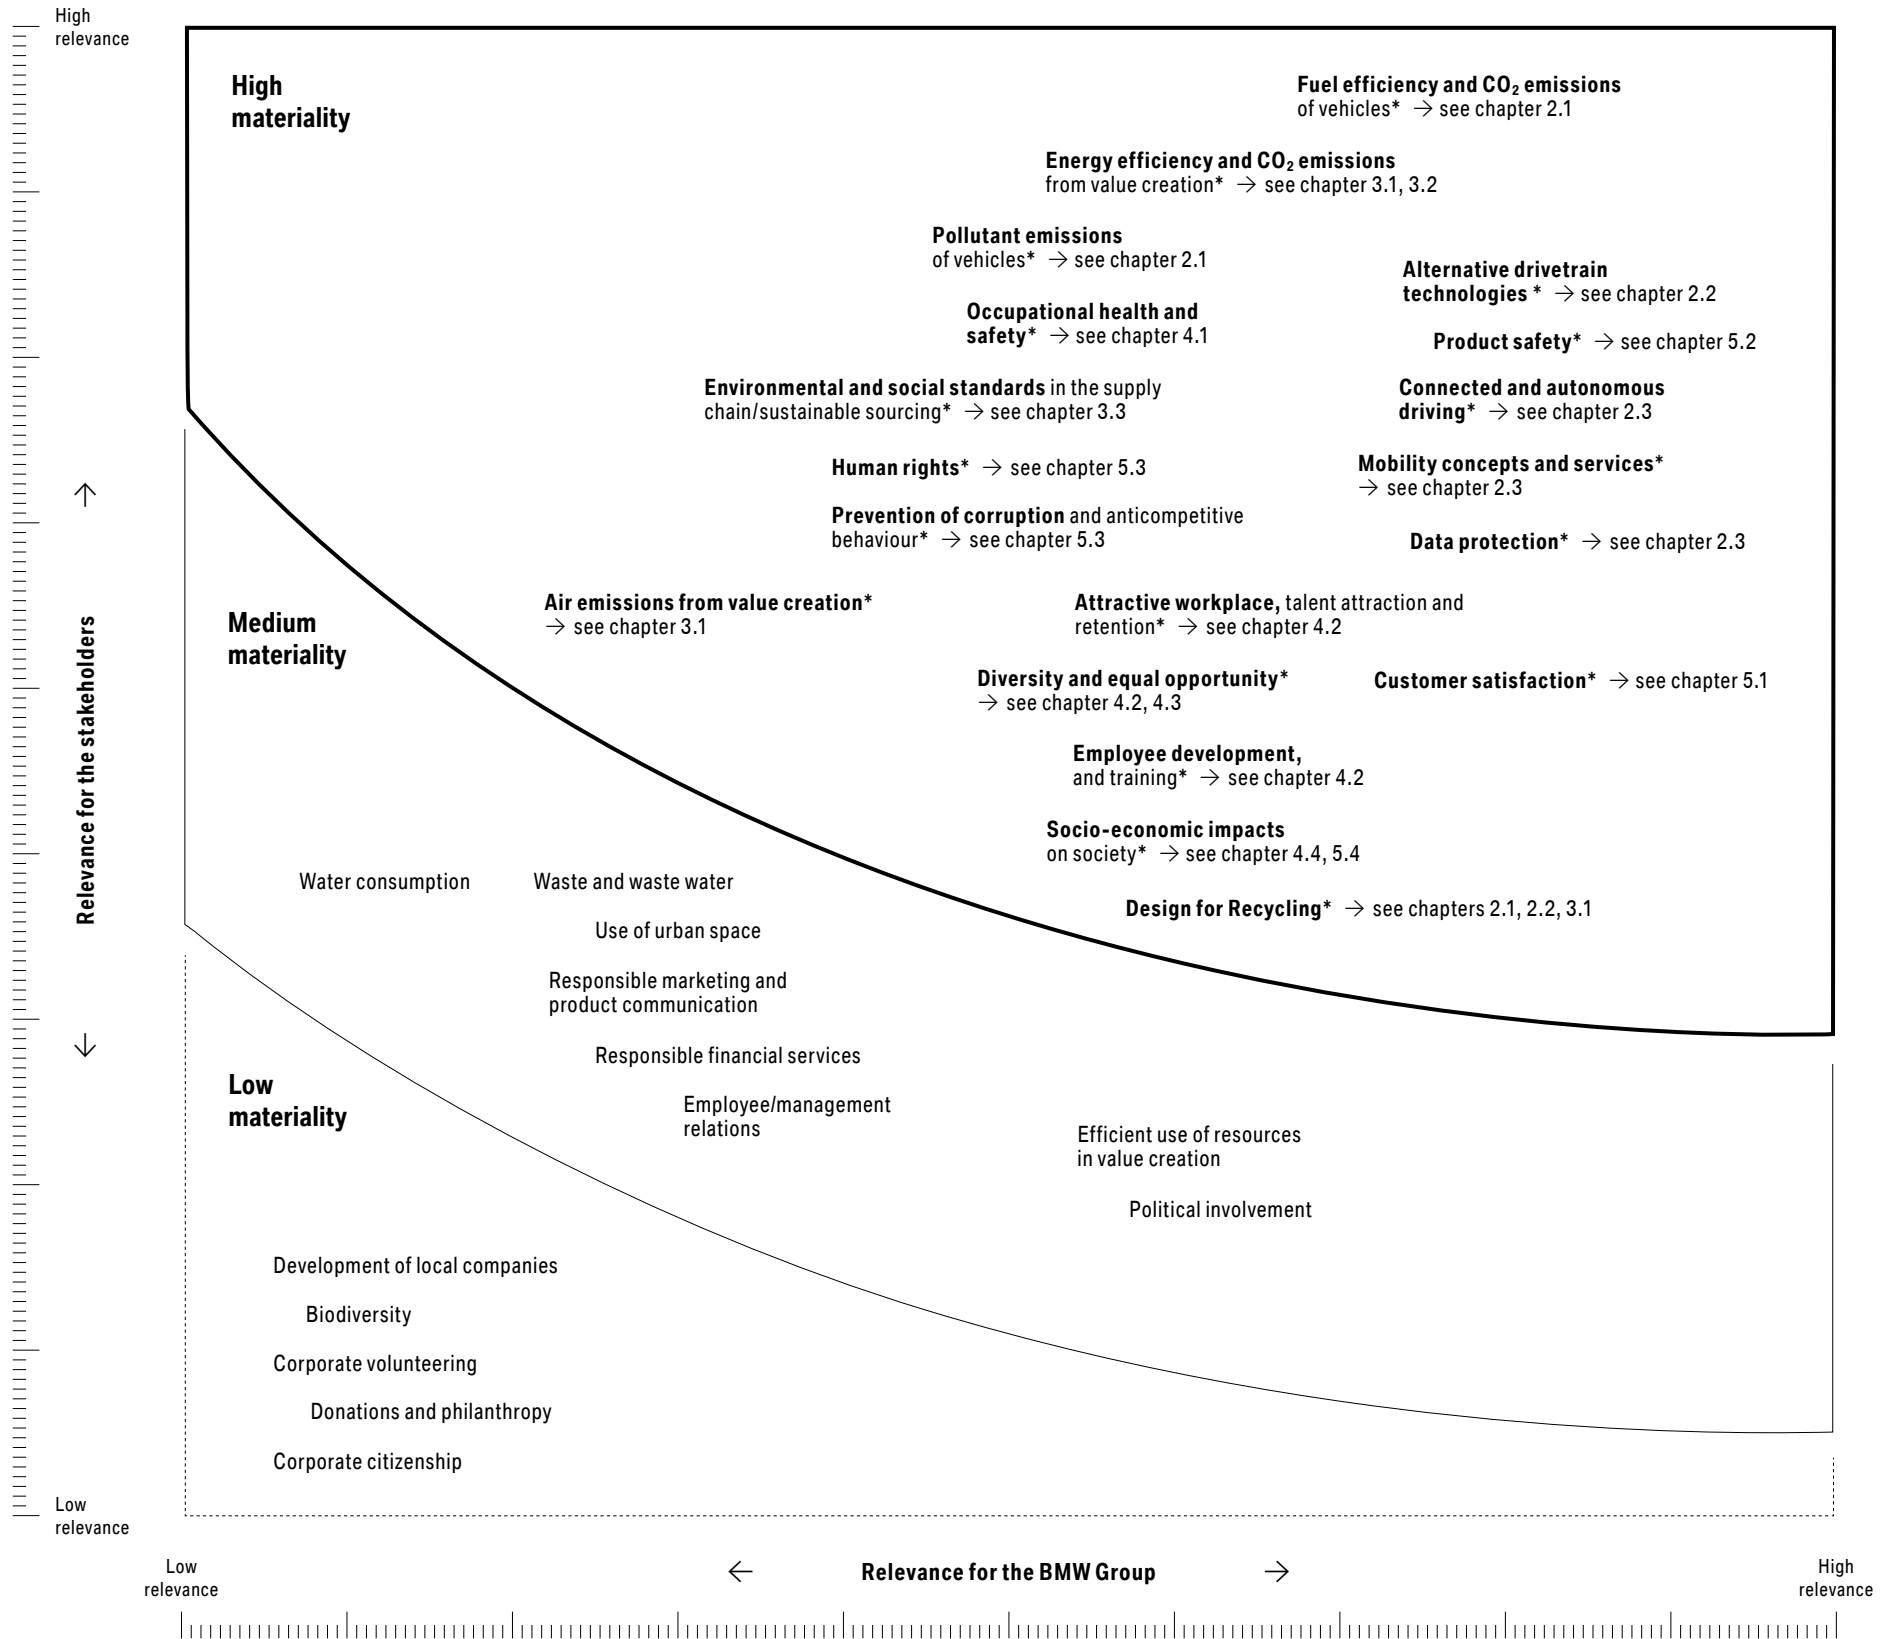 High
relevance
High
materiality
Fuel efficiency and CO₂ emissions
of vehicles* → see chapter 2.1
Energy efficiency and CO₂ emissions
from value creation* → see chapter 3.1, 3.2
Pollutant emissions
of vehicles* → see chapter 2.1
Alternative drivetrain
technologies * → see chapter 2.2
Occupational health and
safety* → see chapter 4.1
Product safety* → see chapter 5.2
Environmental and social standards in the supply
chain/sustainable sourcing* → see chapter 3.3
Connected and autonomous
driving* → see chapter 2.3
Human rights* → see chapter 5.3
Mobility concepts and services*
→ see chapter 2.3
Prevention of corruption and anticompetitive
behaviour* → see chapter 5.3
Data protection* → see chapter 2.3
Medium
materiality
Air emissions from value creation*
→ see chapter 3.1
Attractive workplace, talent attraction and
retention* → see chapter 4.2
Diversity and equal opportunity*
→ see chapter 4.2, 4.3
Customer satisfaction* → see chapter 5.1
Employee development,
and training* → see chapter 4.2
Socio-economic impacts
on society* → see chapter 4.4, 5.4
Design for Recycling* → see chapters 2.1, 2.2, 3.1
Relevance for the stakeholders
Water consumption
Waste and waste water
Use of urban space
Responsible marketing and
product communication
Responsible financial services
Employee/management
relations
Efficient use of resources
in value creation
Political involvement
Low
materiality
Development of local companies
Biodiversity
Corporate volunteering
Donations and philanthropy
Corporate citizenship
Low
relevance
Low
relevance
← Relevance for the BMW Group →
High
relevance